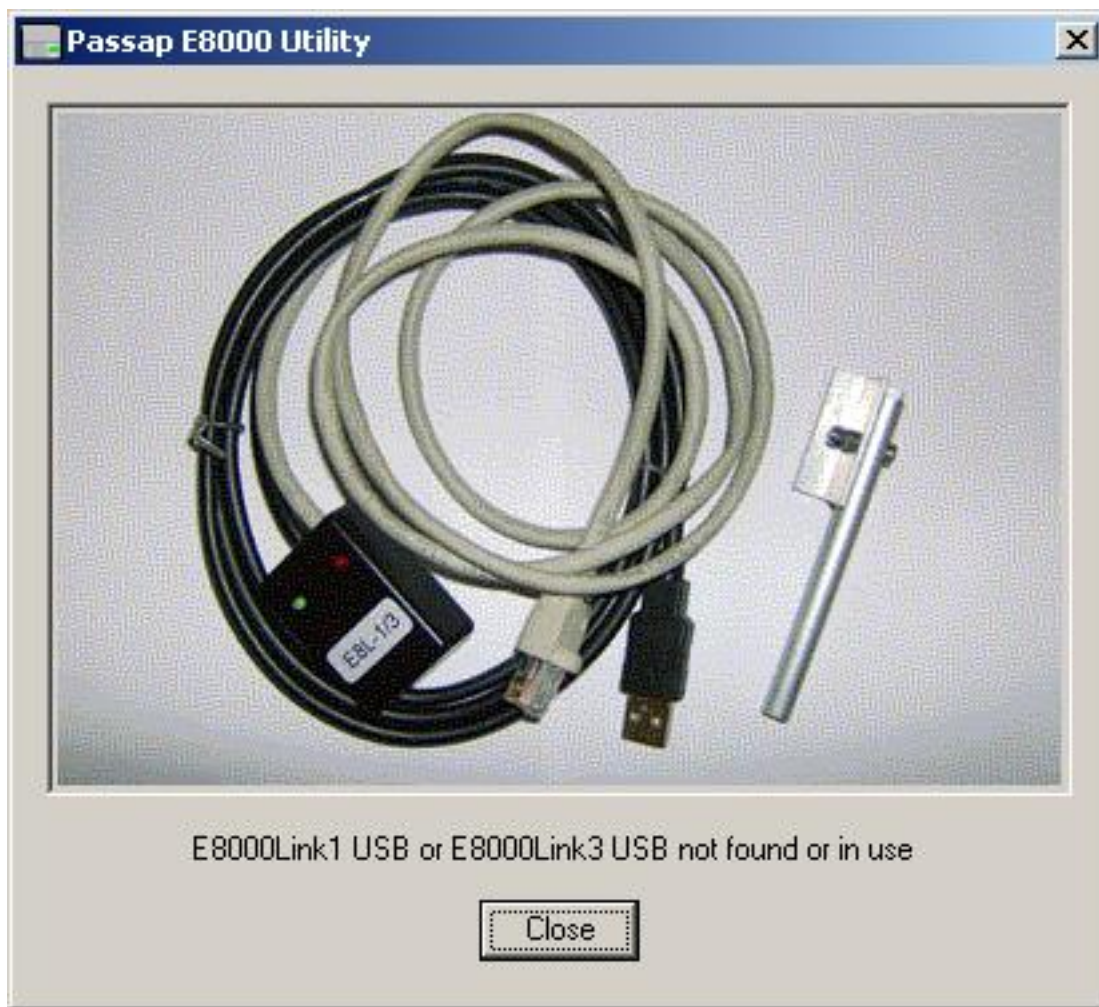 Passap E8000 Utility
E8L-1/3
E8000Link1 USB or E8000Link3 USB not found or in use
Close